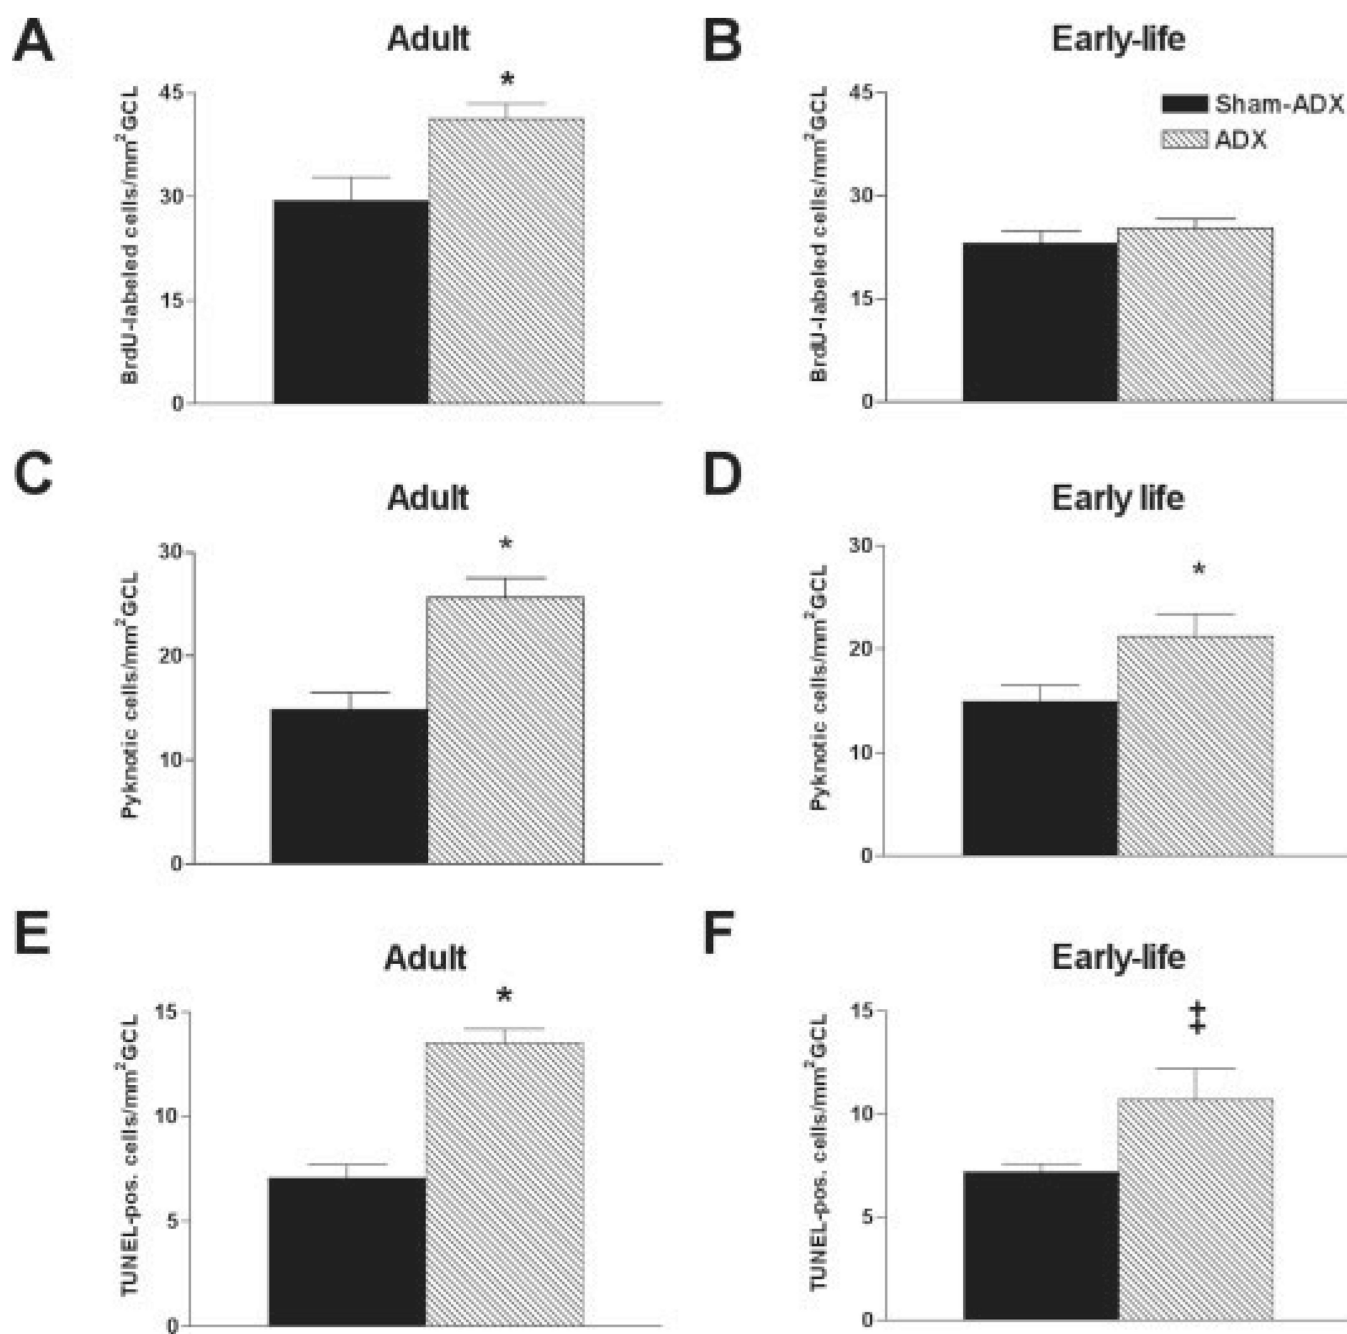 A
Adult
*
BrdU-labeled cells/mm²GCL
45
30
15
0
B
Early-life
Sham-ADX
ADX
BrdU-labeled cells/mm²GCL
45
30
15
0
C
Adult
*
Pyknotic cells/mm²GCL
30
20
10
0
D
Early life
*
Pyknotic cells/mm²GCL
30
20
10
0
E
Adult
*
TUNEL-pos. cells/mm²GCL
15
10
5
0
F
Early-life
‡
TUNEL-pos. cells/mm²GCL
15
10
5
0